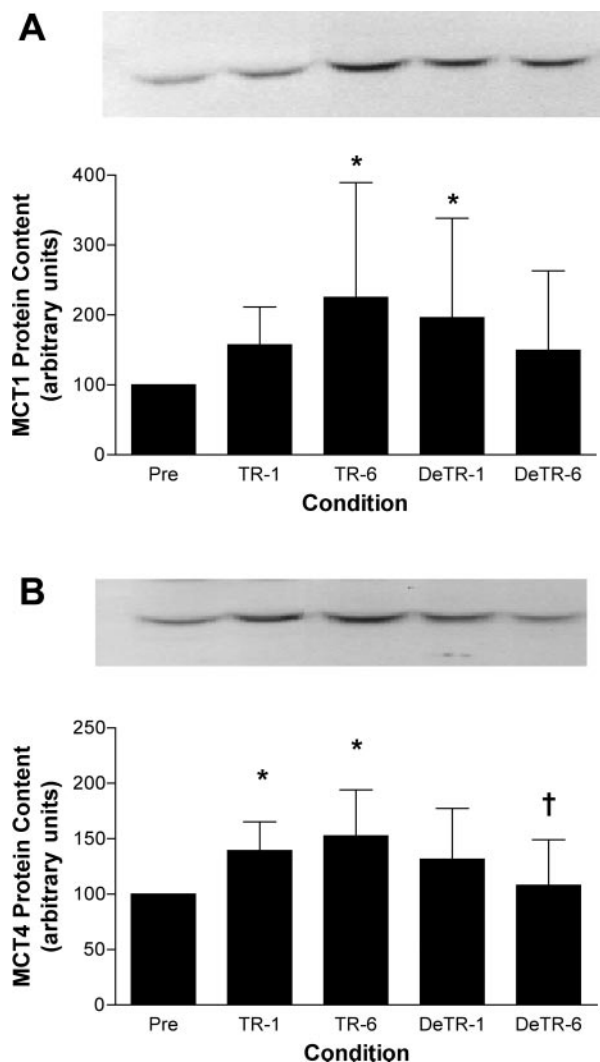 A
MCT1 Protein Content
(arbitrary units)
400
300
200
100
0
*
*
Pre TR-1 TR-6 DeTR-1 DeTR-6
Condition
B
MCT4 Protein Content
(arbitrary units)
250
200
150
100
50
0
*
*
†
Pre TR-1 TR-6 DeTR-1 DeTR-6
Condition